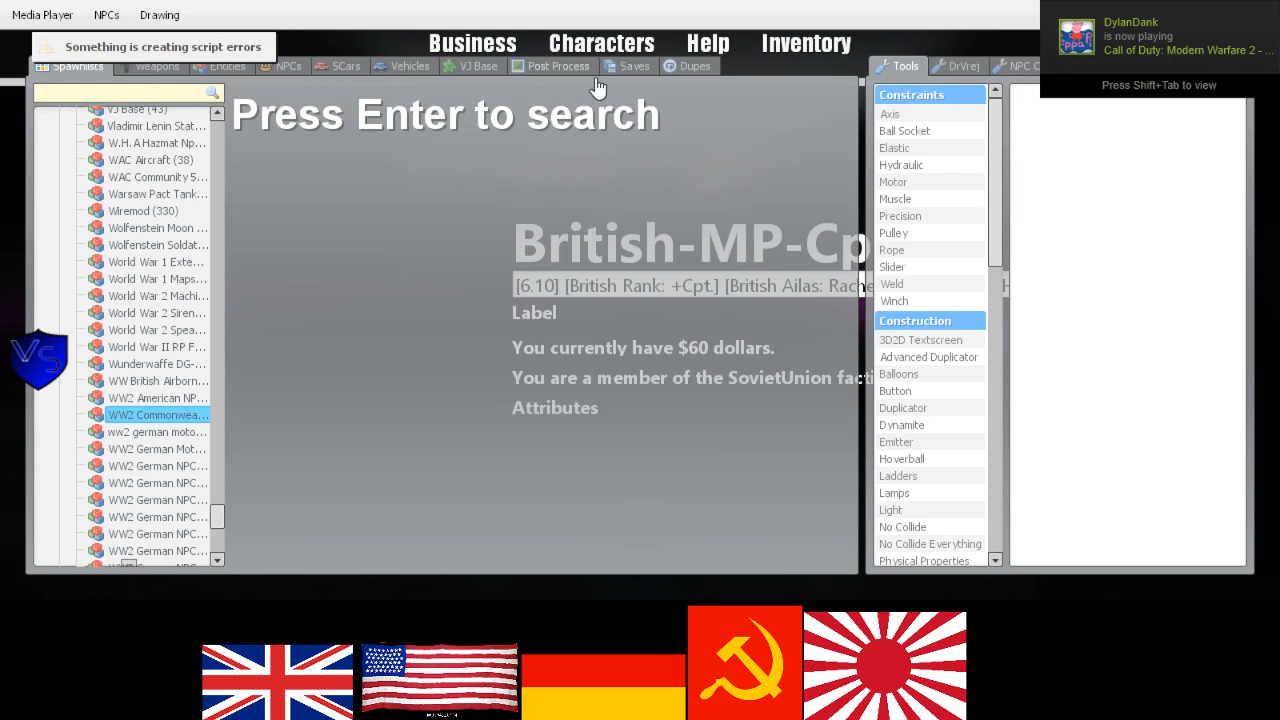 Media Player NPCs Drawing
Something is creating script errors
Business Characters Help Inventory
DylanDank
is now playing
Call of Duty: Modern Warfare 2 - ...
Press Shift+Tab to view
Spawnlists Weapons Entities NPCs SCars Vehicles VJ Base Post Process Saves Dupes
Tools DrVrej NPC
Press Enter to search
VJ Base (43)
Vladimir Lenin Stat...
W.H. A Hazmat Np...
WAC Aircraft (38)
WAC Community 5...
Warsaw Pact Tank...
Wiremod (330)
Wolfenstein Moon ...
Wolfenstein Soldat...
World War 1 Exte...
World War 1 Maps...
World War 2 Machi...
World War 2 Siren...
World War 2 Spea...
World War II RP F...
Wunderwaffe DG-...
WW British Airborn...
WW2 American NP...
WW2 Commonwea...
ww2 german moto...
WW2 German Mot...
WW2 German NPC...
WW2 German NPC...
WW2 German NPC...
WW2 German NPC...
WW2 German NPC...
WW2 German NPC...
VS
British-MP-Cp
[6.10] [British Rank: +Cpt.] [British Ailas: Rache
Label
You currently have $60 dollars.
You are a member of the SovietUnion facti
Attributes
Constraints
Axis
Ball Socket
Elastic
Hydraulic
Motor
Muscle
Precision
Pulley
Rope
Slider
Weld
Winch
Construction
3D2D Textscreen
Advanced Duplicator
Balloons
Button
Duplicator
Dynamite
Emitter
Hoverball
Ladders
Lamps
Light
No Collide
No Collide Everything
Physical Properties